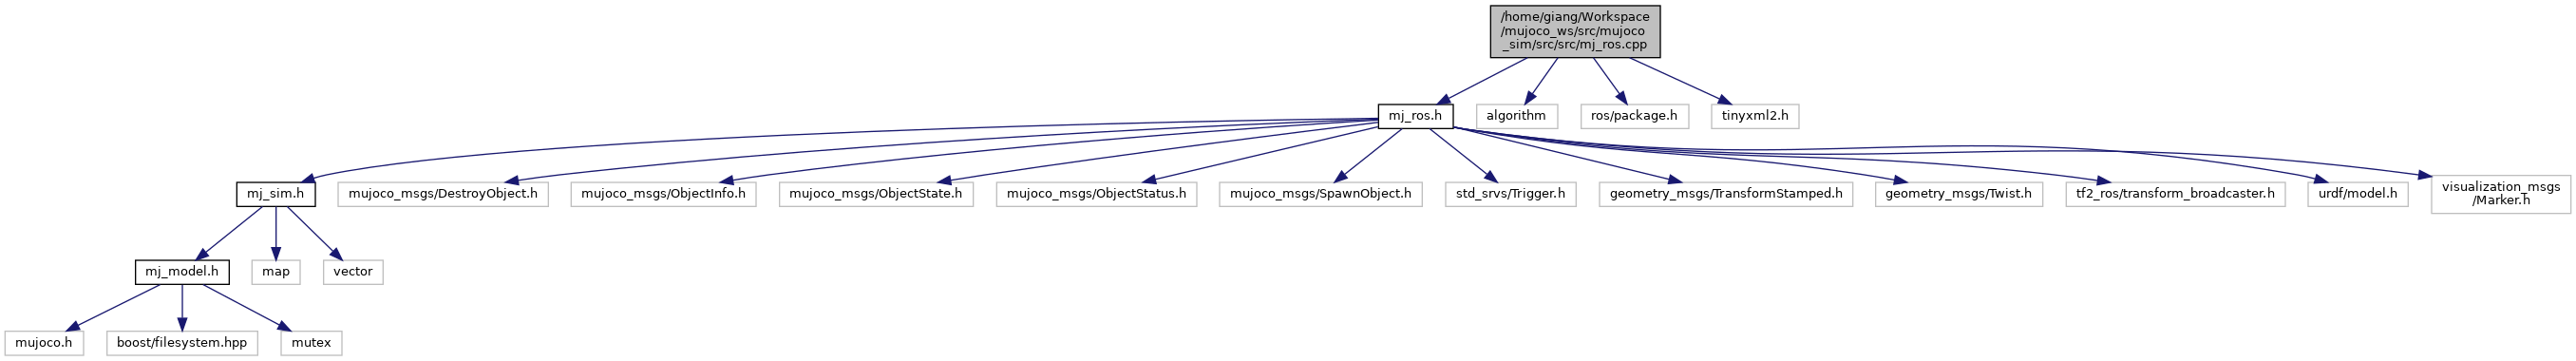 /home/giang/Workspace
/mujoco_ws/src/mujoco
_sim/src/src/mj_ros.cpp
mj_ros.h
algorithm
ros/package.h
tinyxml2.h
mj_sim.h
mujoco_msgs/DestroyObject.h
mujoco_msgs/ObjectInfo.h
mujoco_msgs/ObjectState.h
mujoco_msgs/ObjectStatus.h
mujoco_msgs/SpawnObject.h
std_srvs/Trigger.h
geometry_msgs/TransformStamped.h
geometry_msgs/Twist.h
tf2_ros/transform_broadcaster.h
urdf/model.h
visualization_msgs
/Marker.h
mj_model.h
map
vector
mujoco.h
boost/filesystem.hpp
mutex